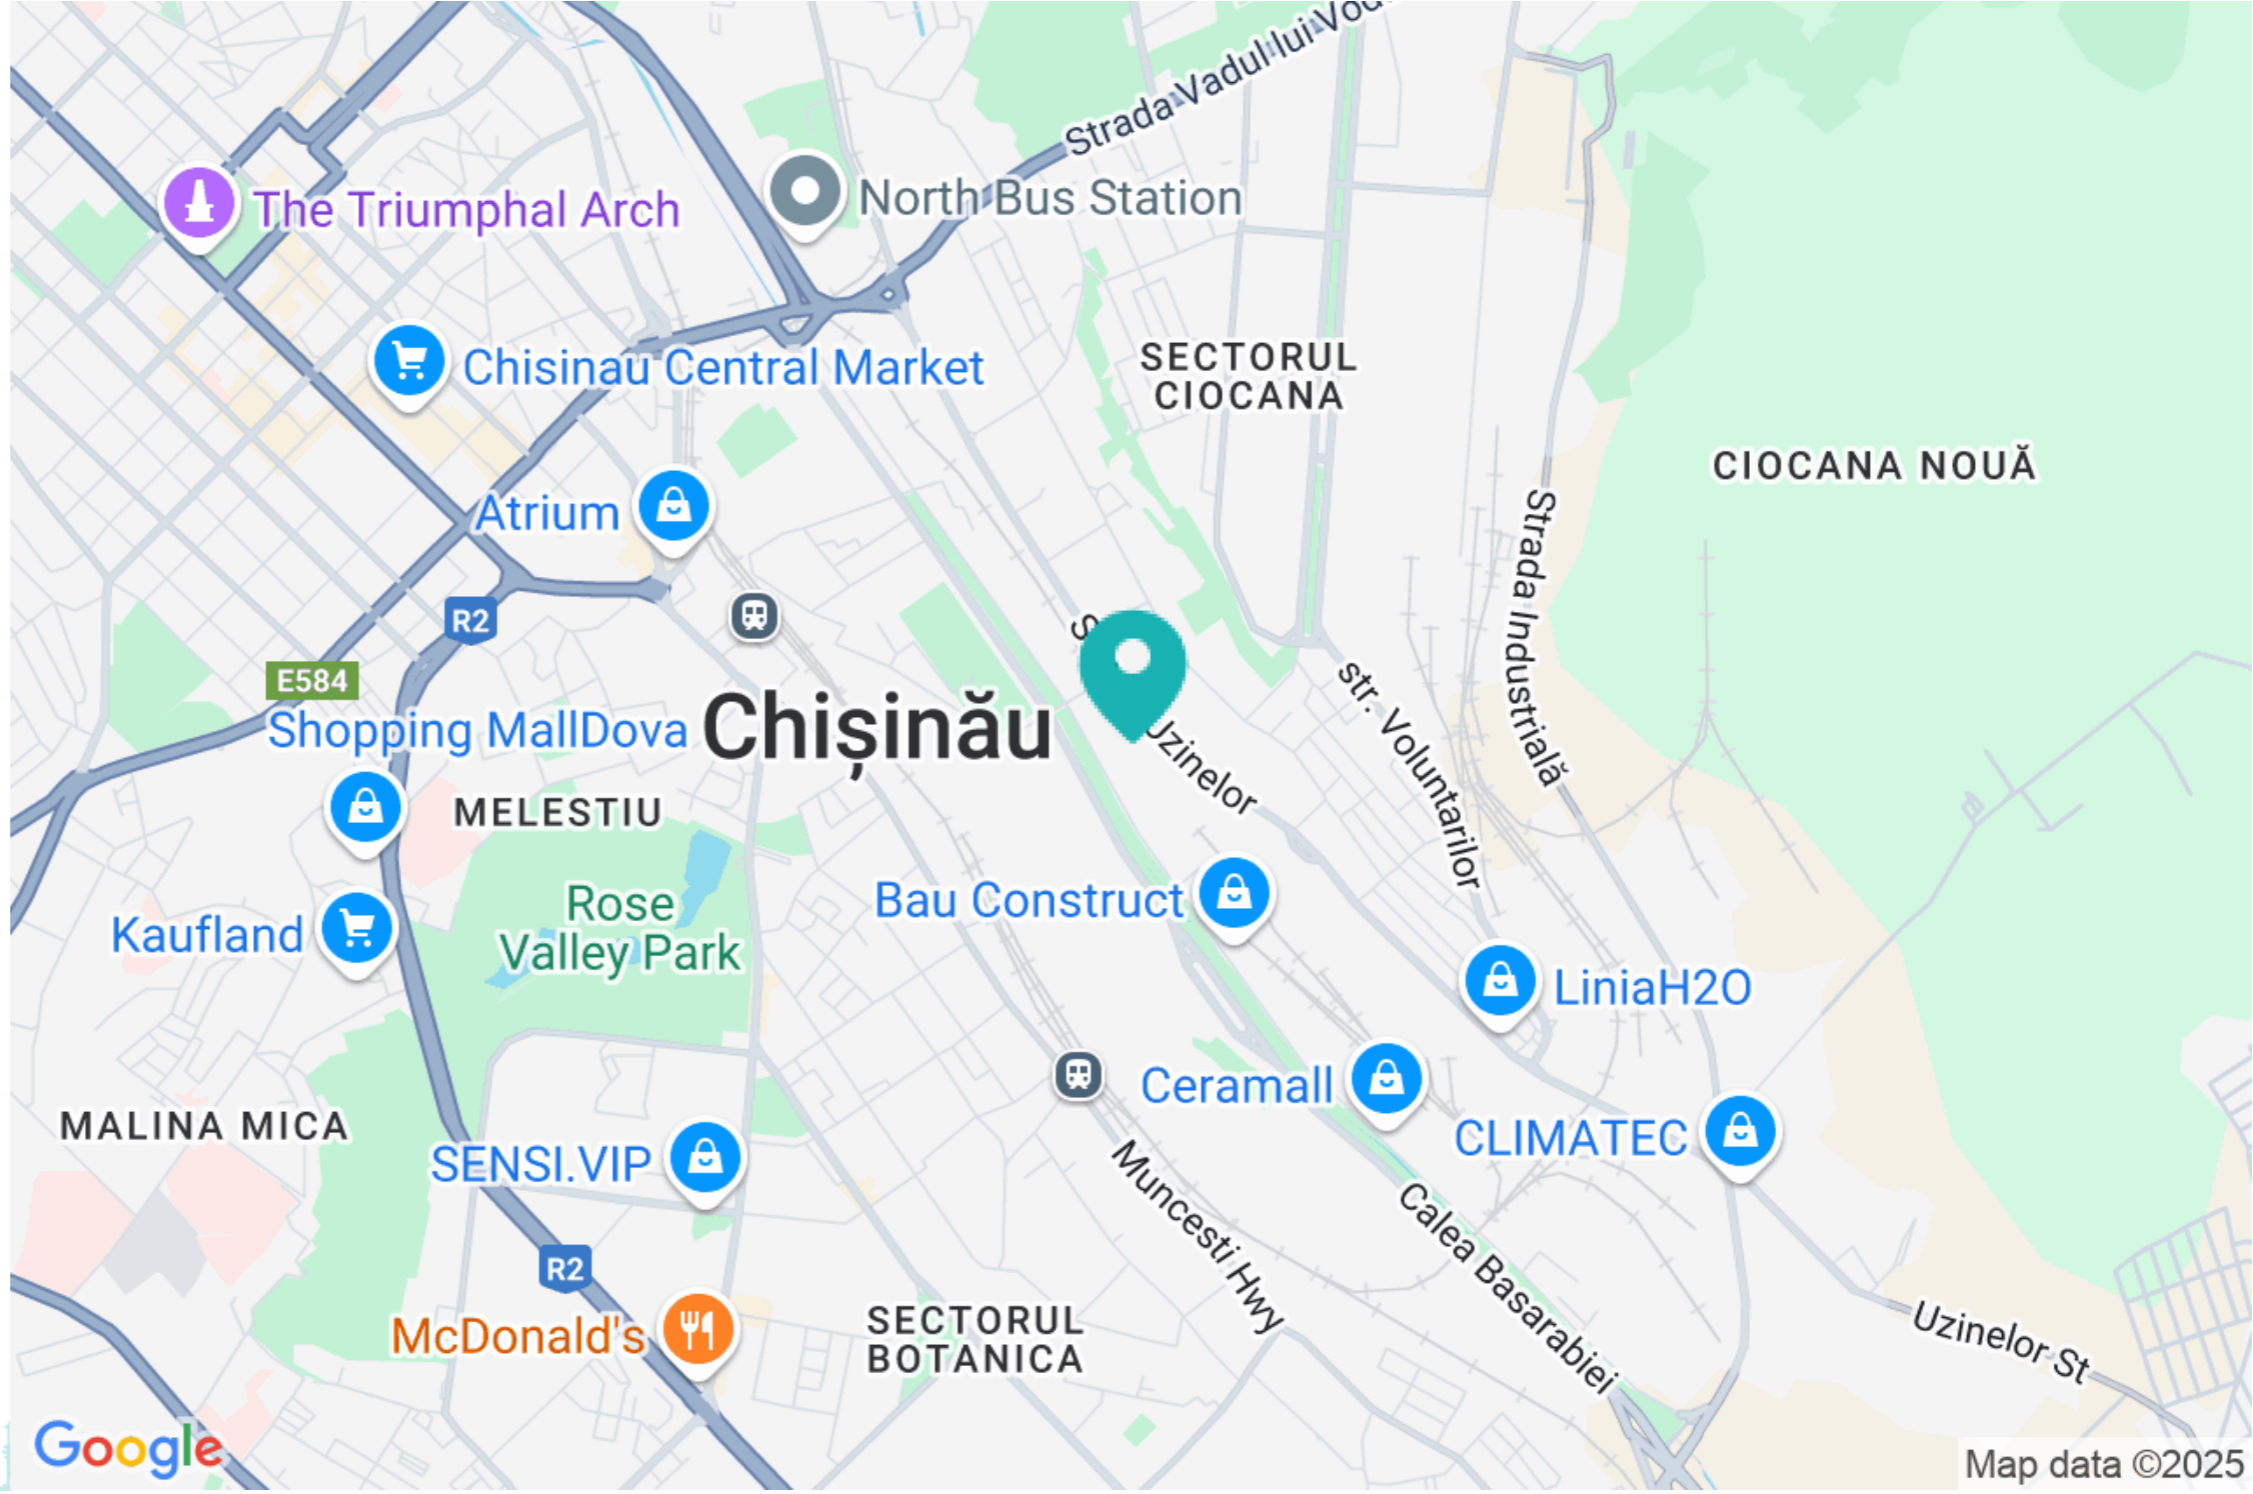 Strada Vadul lui Vod
The Triumphal Arch
North Bus Station
Chisinau Central Market
SECTORUL
CIOCANA
CIOCANA NOUĂ
Atrium
Strada Industrială
R2
E584
Shopping MallDova
Chișinău
S
Uzinelor
str. Voluntarilor
MELESTIU
Rose
Valley Park
Kaufland
Bau Construct
LiniaH2O
Ceramall
MALINA MICA
CLIMATEC
SENSI.VIP
Muncesti Hwy
Calea Basarabiei
R2
McDonald's
SECTORUL
BOTANICA
Uzinelor St
Google
Map data ©2025